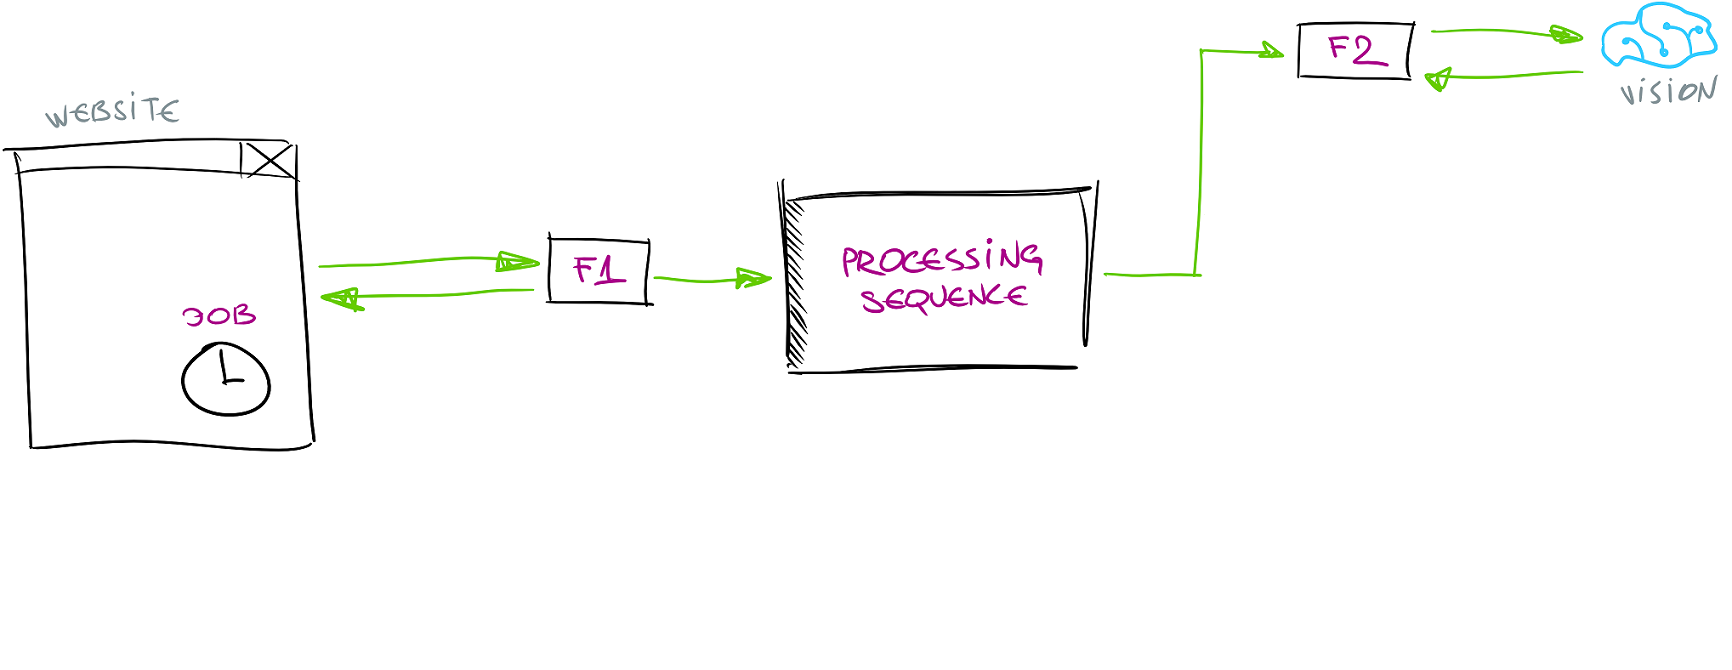 WEBSITE
JOB
F1
PROCESSING
SEQUENCE
F2
VISION